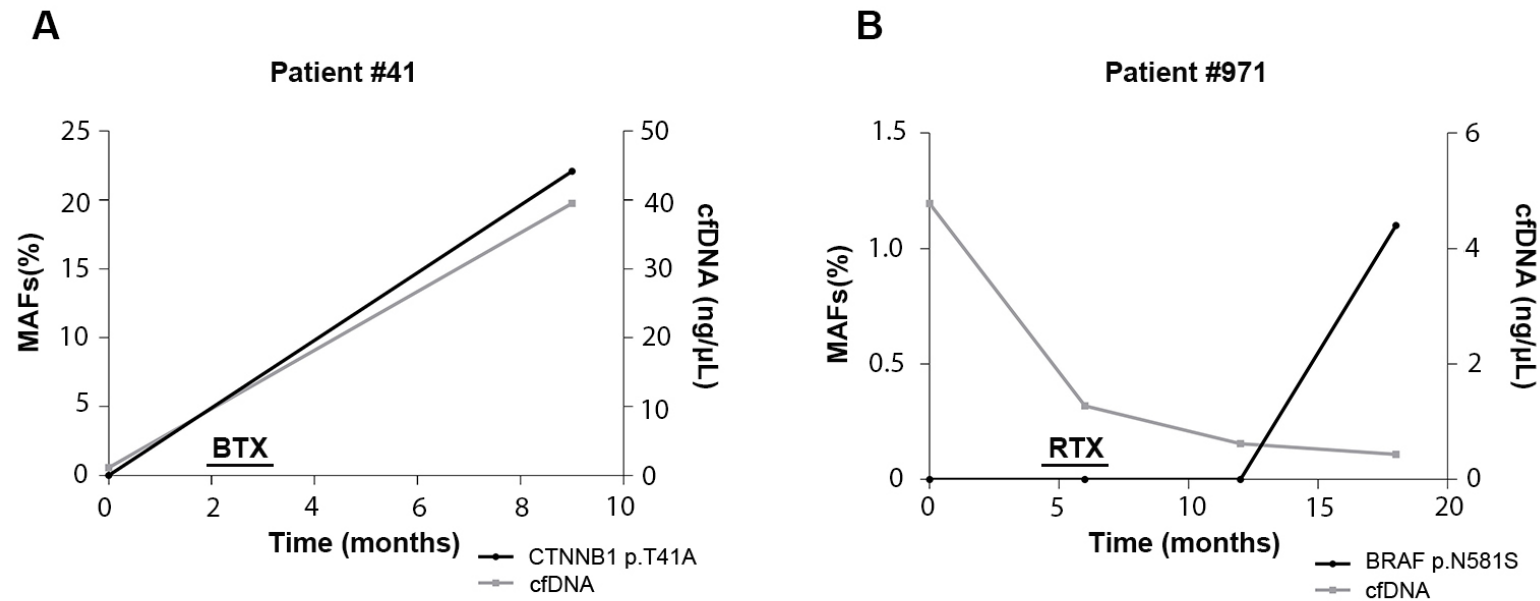 A
Patient #41
MAFs(%)
25
20
15
10
5
0
50
40
30
20
10
0
cfDNA (ng/µL)
BTX
0 2 4 6 8 10
Time (months)
CTNNB1 p.T41A
cfDNA
B
Patient #971
MAFs(%)
1.5
1.0
0.5
0
6
4
2
0
cfDNA (ng/µL)
RTX
0 5 10 15 20
Time (months)
BRAF p.N581S
cfDNA